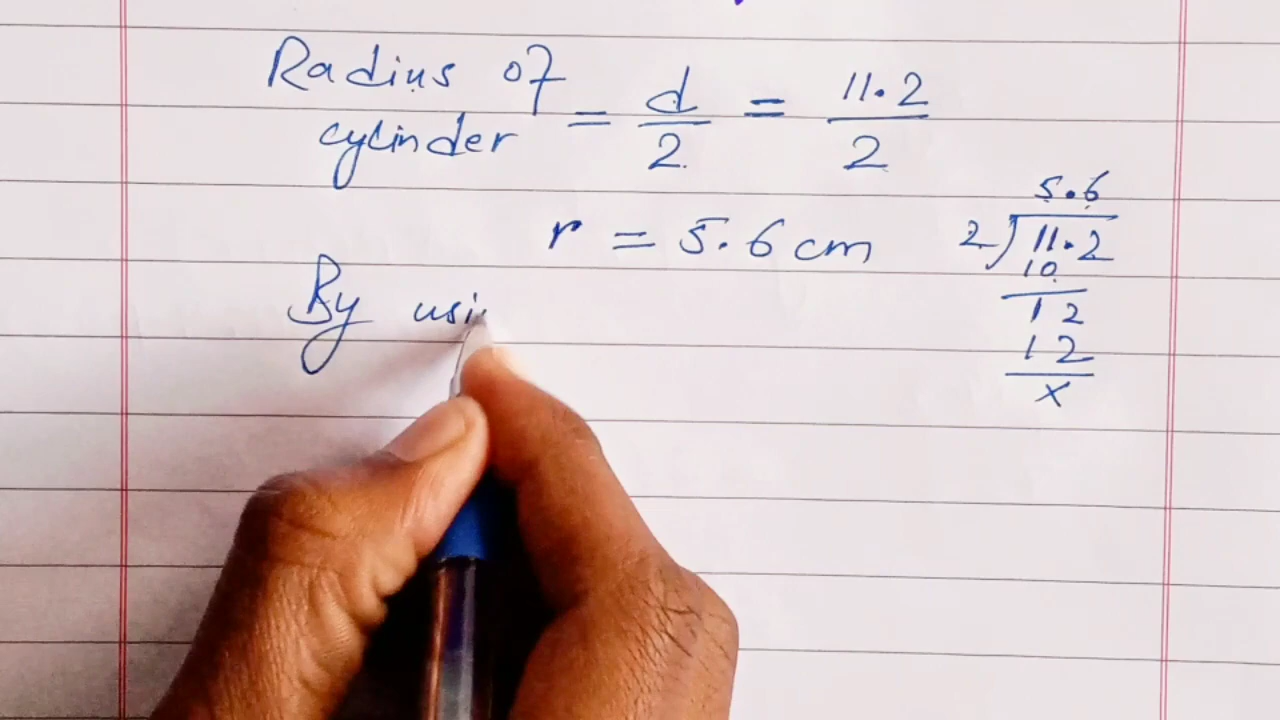 Radius of
cylinder = d/2 = 11.2/2
r = 5.6 cm
5.6
2)11.2
10
12
12
x
By usi